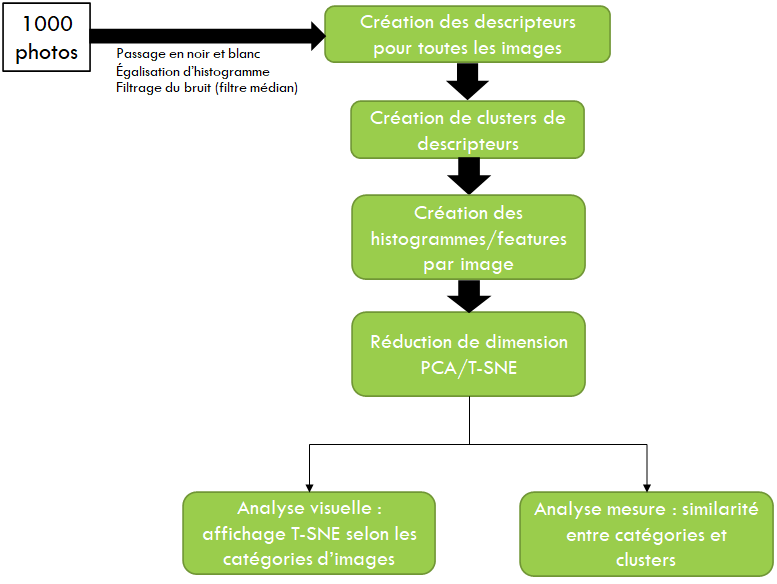 1000
photos
Passage en noir et blanc
Égalisation d'histogramme
Filtrage du bruit (filtre médian)
Création des descripteurs
pour toutes les images
Création de clusters de
descripteurs
Création des
histogrammes/features
par image
Réduction de dimension
PCA/T-SNE
Analyse visuelle :
affichage T-SNE selon les
catégories d'images
Analyse mesure : similarité
entre catégories et
clusters